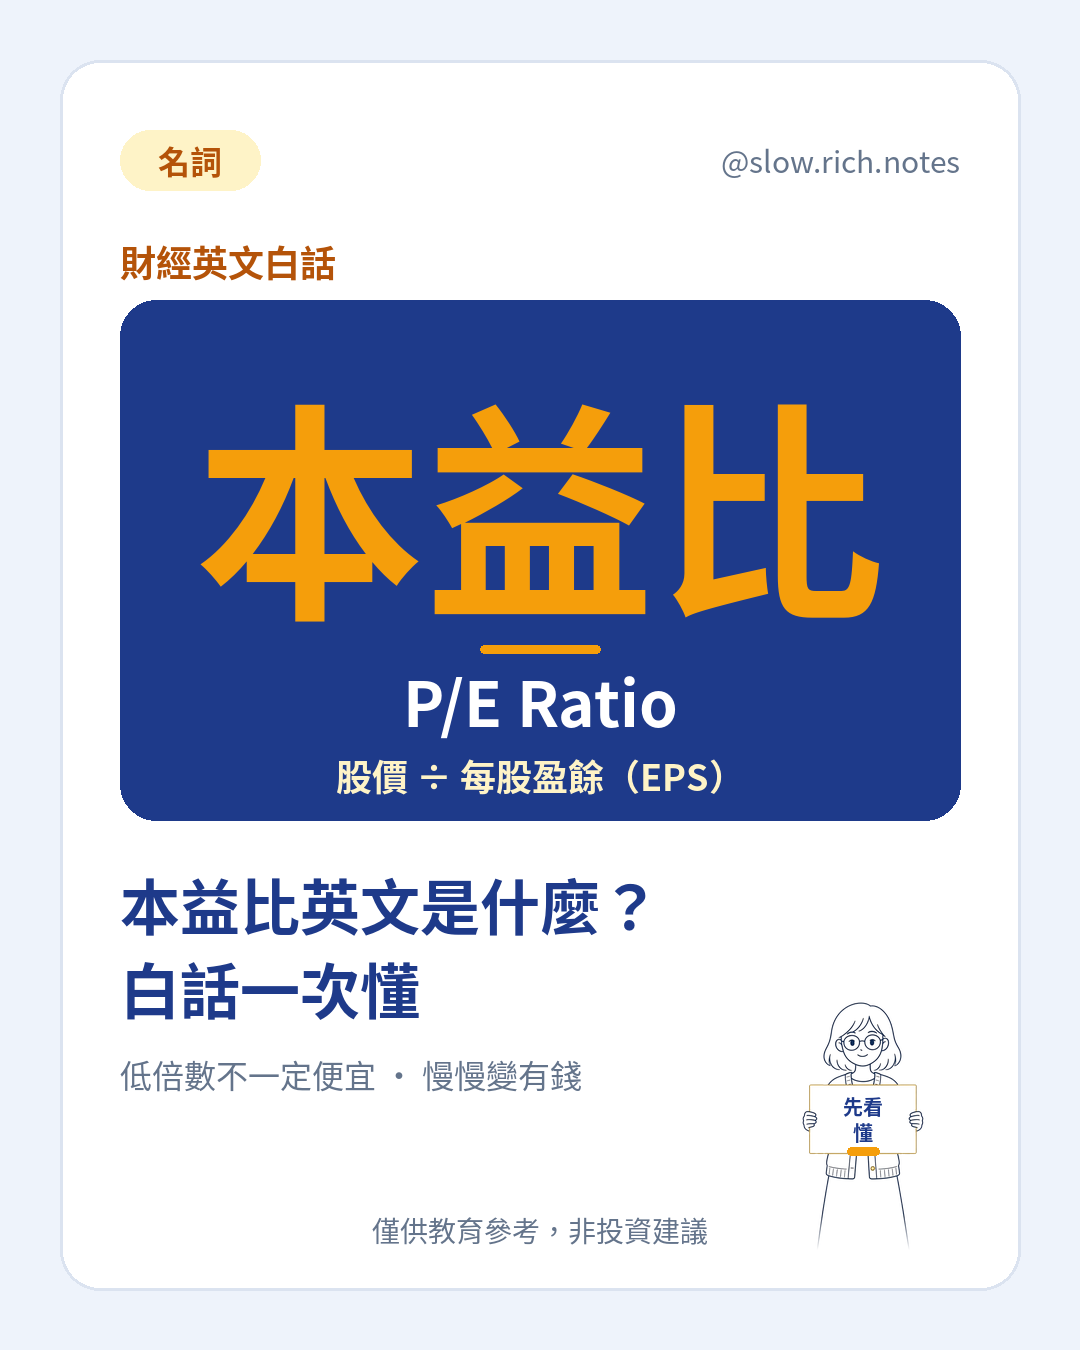 名詞
@slow.rich.notes
財經英文白話
本益比
P/E Ratio
股價 ÷ 每股盈餘（EPS）
本益比英文是什麼？
白話一次懂
低倍數不一定便宜 · 慢慢變有錢
先看
懂
僅供教育參考，非投資建議